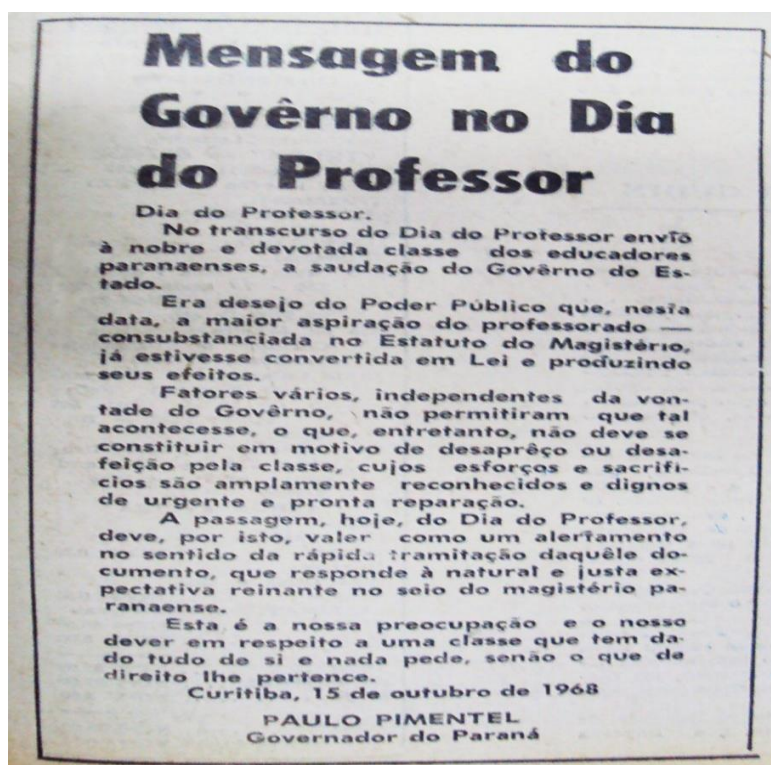 Mensagem do
Govêrno no Dia
do Professor
Dia do Professor.
No transcurso do Dia do Professor envio
à nobre e devotada classe dos educadores
paranaenses, a saudação do Govêrno do Es-
tado.
Era desejo do Poder Público que, nesta
data, a maior aspiração do professorado —
consubstanciada no Estatuto do Magistério,
já estivesse convertida em Lei e produzindo
seus efeitos.
Fatores vários, independentes da von-
tade do Govêrno, não permitiram que tal
acontecesse, o que, entretanto, não deve se
constituir em motivo de desaprêço ou desa-
feição pela classe, cujos esforços e sacrifí-
cios são amplamente reconhecidos e dignos
de urgente e pronta reparação.
A passagem, hoje, do Dia do Professor,
deve, por isto, valer como um alertamento
no sentido da rápida tramitação daquêle do-
cumento, que responde à natural e justa ex-
pectativa reinante no seio do magistério pa-
ranaense.
Esta é a nossa preocupação e o nosso
dever em respeito a uma classe que tem da-
do tudo de si e nada pede, senão o que de
direito lhe pertence.
Curitiba, 15 de outubro de 1968
PAULO PIMENTEL
Governador do Paraná